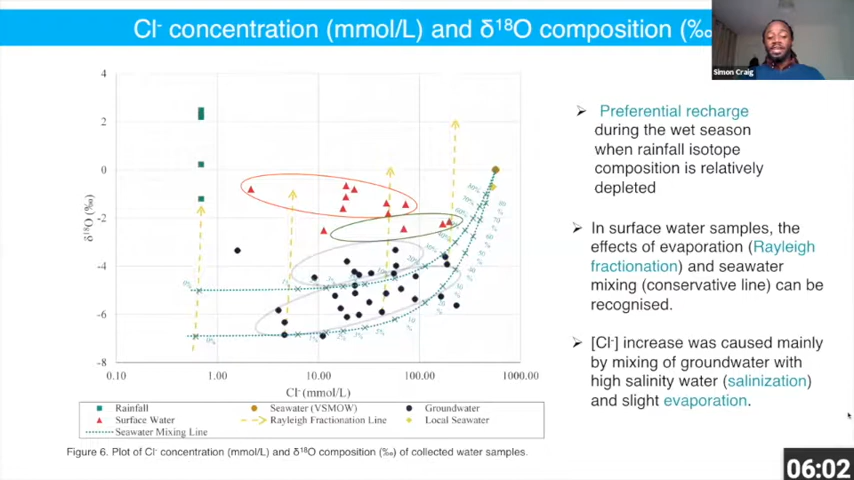 Cl⁻ concentration (mmol/L) and δ¹⁸O composition (‰
Simon Craig
➢ Preferential recharge
during the wet season
when rainfall isotope
composition is relatively
depleted
➢ In surface water samples, the
effects of evaporation (Rayleigh
fractionation) and seawater
mixing (conservative line) can be
recognised.
➢ [Cl⁻] increase was caused mainly
by mixing of groundwater with
high salinity water (salinization)
and slight evaporation.
δ¹⁸O (‰)
4
2
0
-2
-4
-6
-8
0.10 1.00 10.00 100.00 1000.00
Cl⁻ (mmol/L)
Rainfall Seawater (VSMOW) Groundwater
Surface Water Rayleigh Fractionation Line Local Seawater
Seawater Mixing Line
Figure 6. Plot of Cl⁻ concentration (mmol/L) and δ¹⁸O composition (‰) of collected water samples.
06:02